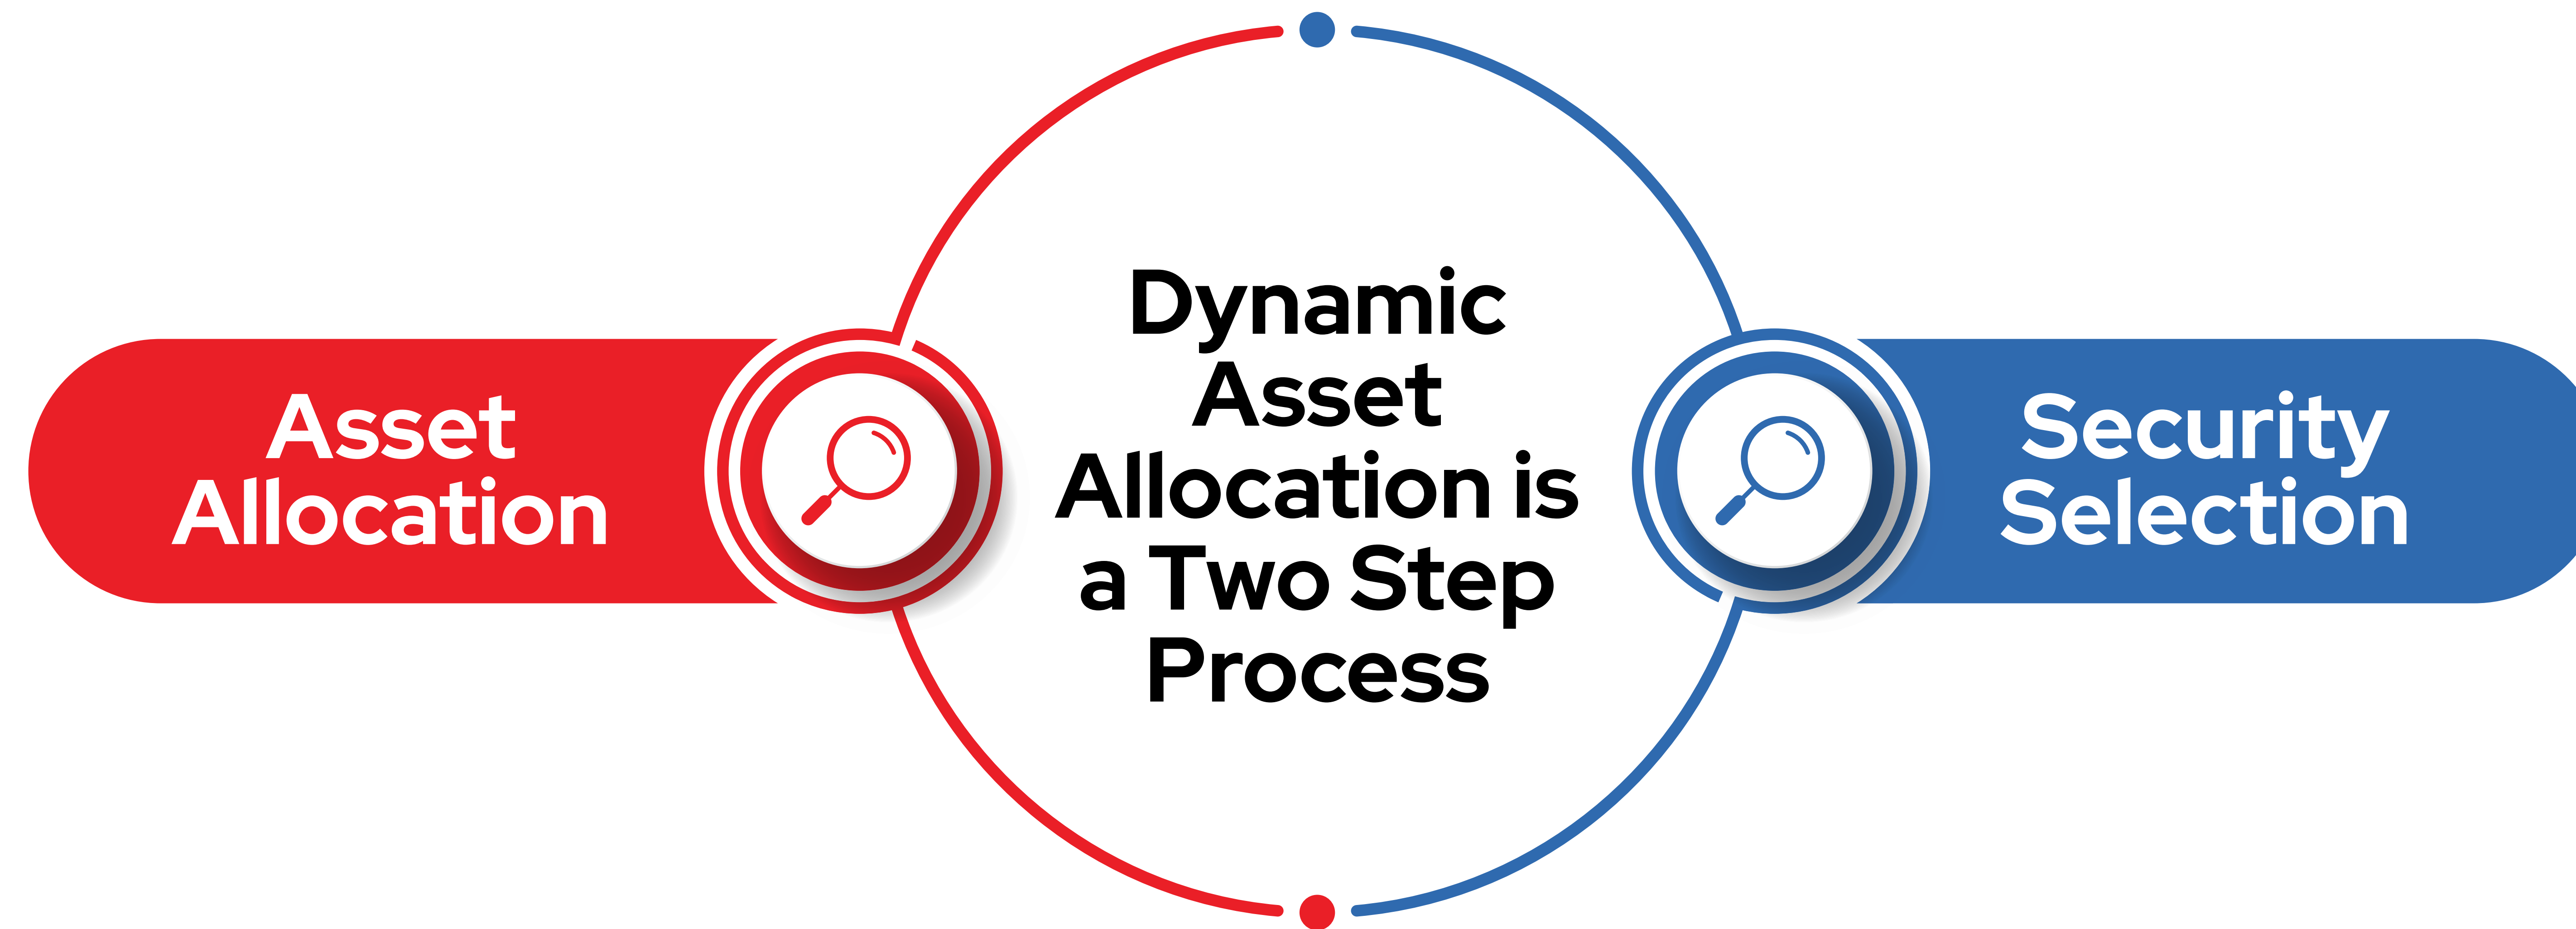 Asset
Allocation
Dynamic
Asset
Allocation is
a Two Step
Process
Security
Selection